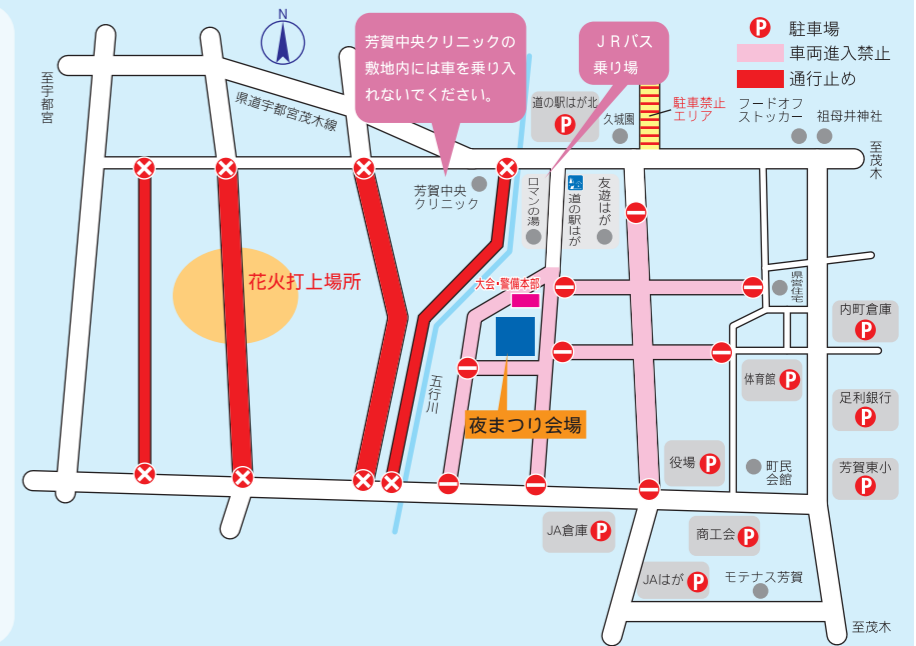 N
芳賀中央クリニックの
敷地内には車を乗り入
れないでください。
ＪＲバス
乗り場
P 駐車場
車両進入禁止
通行止め
至宇都宮
県道宇都宮茂木線
道の駅はが北
P
久城園
駐車禁止
エリア
フードオフ
ストッカー
祖母井神社
至茂木
芳賀中央
クリニック
ロマンの湯
道の駅はが
友遊はが
花火打上場所
大会・警備本部
県営住宅
内町倉庫
P
五行川
夜まつり会場
体育館 P
足利銀行
P
役場 P
町民
会館
芳賀東小
P
JA倉庫 P
商工会 P
JAはが P
モテナス芳賀
至茂木